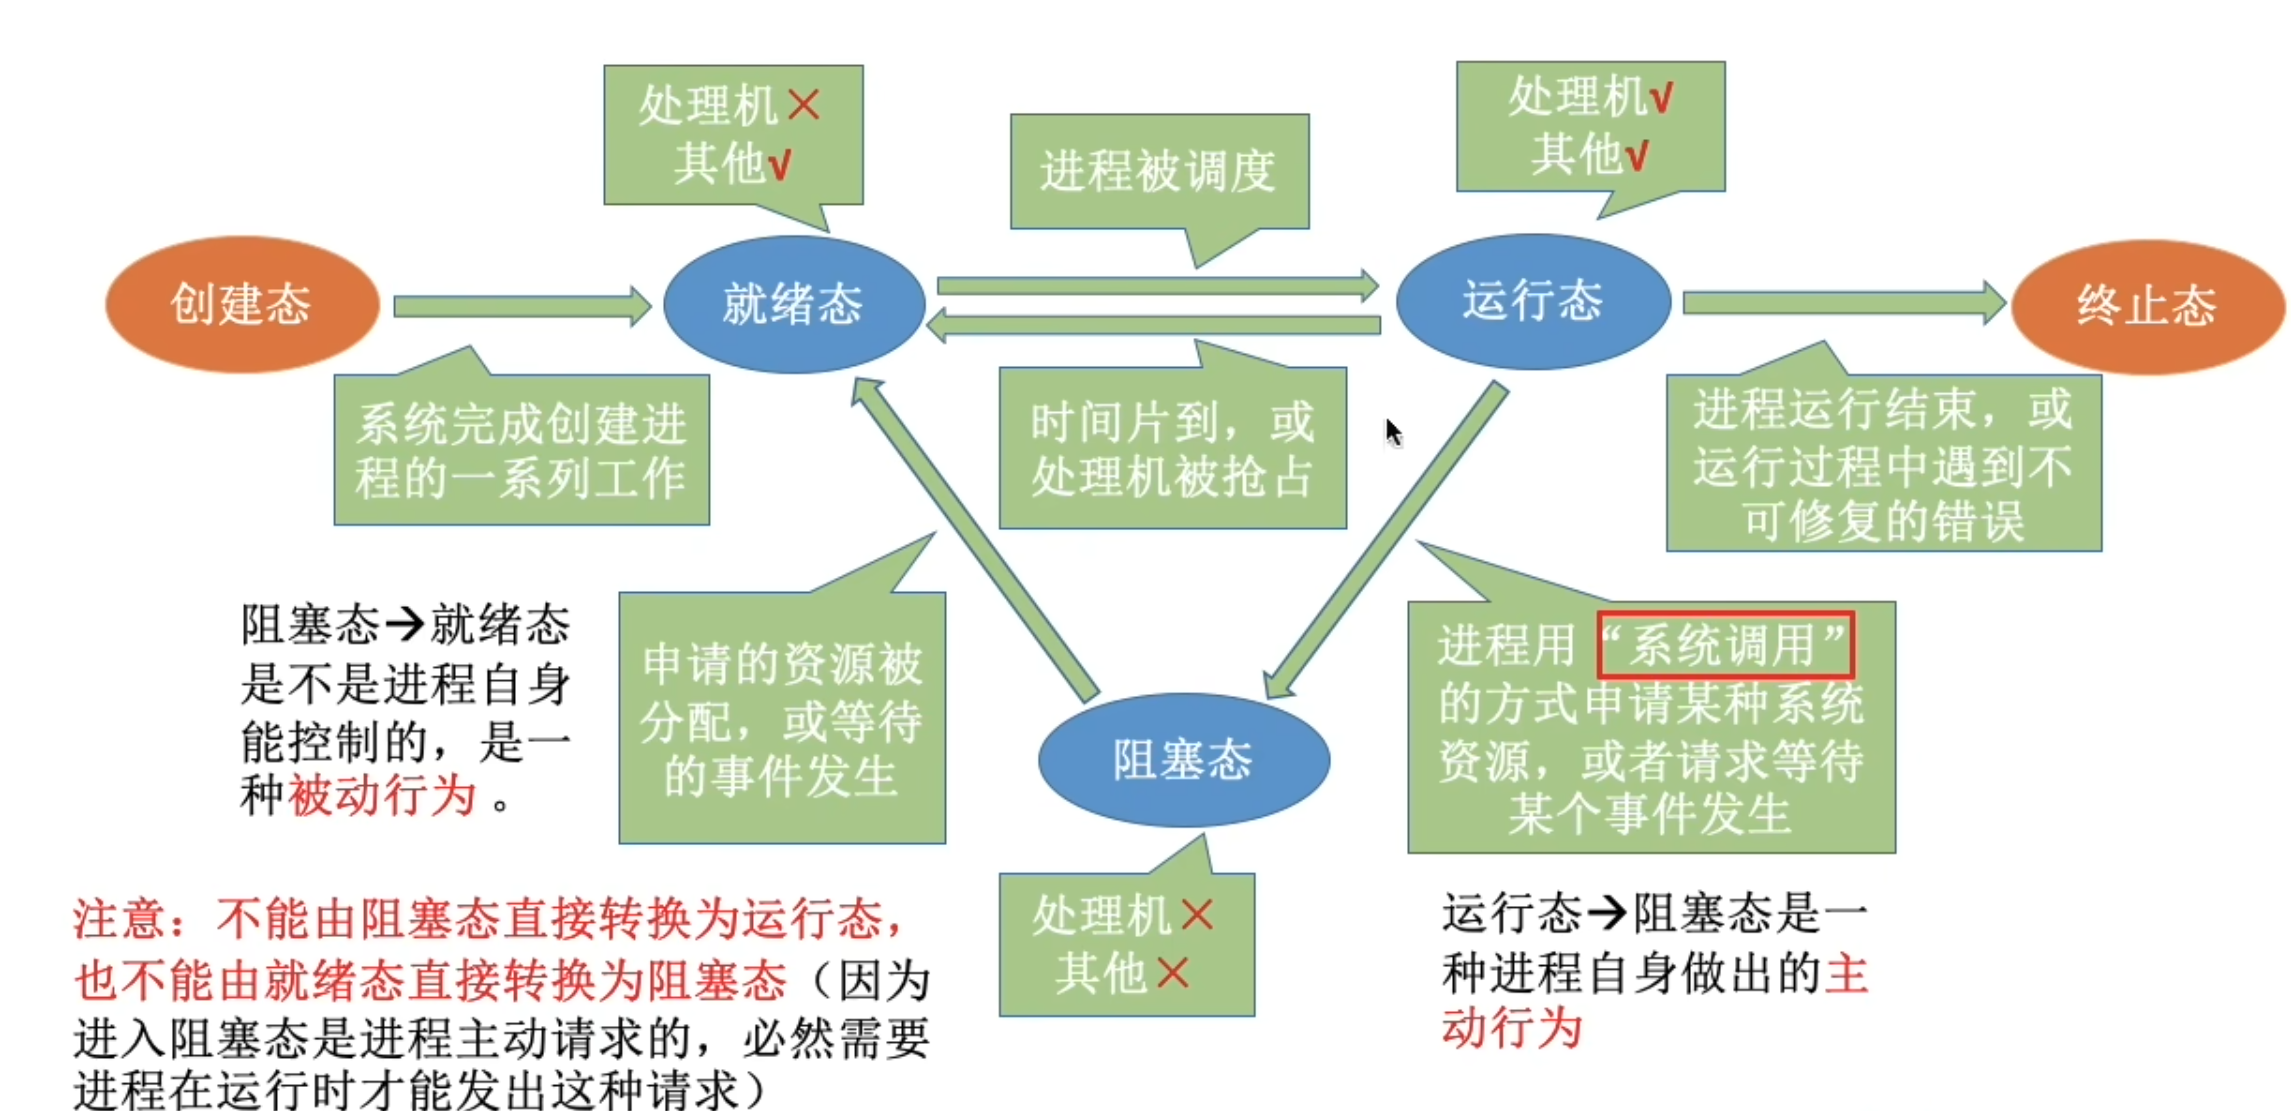 处理机×
其他√
进程被调度
处理机√
其他√
创建态
就绪态
运行态
终止态
系统完成创建进
程的一系列工作
时间片到，或
处理机被抢占
进程运行结束，或
运行过程中遇到不
可修复的错误
阻塞态→就绪态
是不是进程自身
能控制的，是一
种被动行为 。
申请的资源被
分配，或等待
的事件发生
进程用“系统调用”
的方式申请某种系统
资源，或者请求等待
某个事件发生
阻塞态
处理机×
其他×
注意：不能由阻塞态直接转换为运行态，
也不能由就绪态直接转换为阻塞态（因为
进入阻塞态是进程主动请求的，必然需要
进程在运行时才能发出这种请求）
运行态→阻塞态是一
种进程自身做出的主
动行为